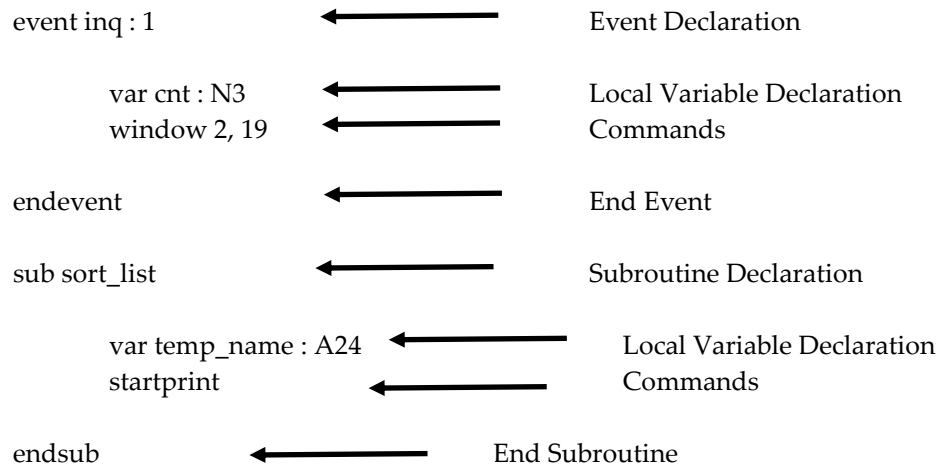 event inq : 1 Event Declaration
var cnt : N3 Local Variable Declaration
window 2, 19 Commands
endevent End Event
sub sort_list Subroutine Declaration
var temp_name : A24 Local Variable Declaration
startprint Commands
endsub End Subroutine